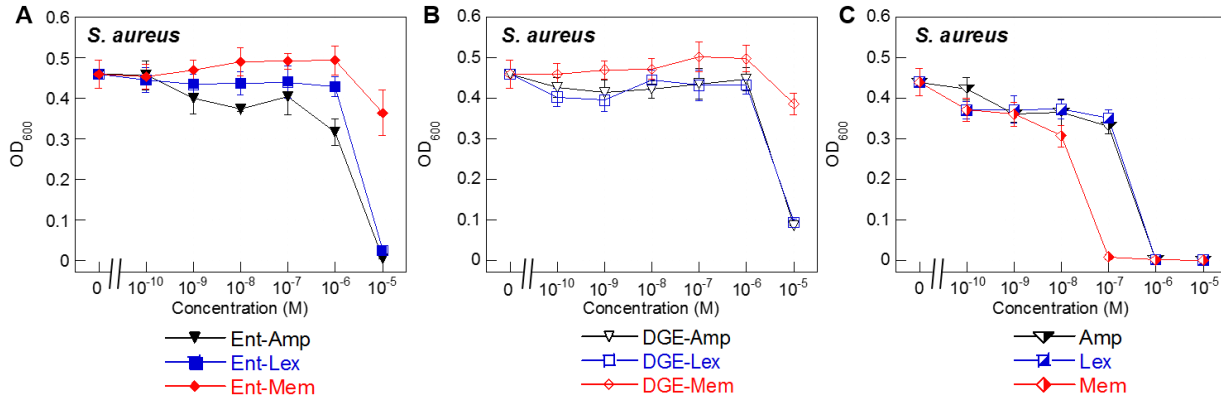 A
S. aureus
OD600
0.6
0.5
0.4
0.3
0.2
0.1
0
0 10-10 10-9 10-8 10-7 10-6 10-5
Concentration (M)
Ent-Amp
Ent-Lex
Ent-Mem
B
S. aureus
OD600
0.6
0.5
0.4
0.3
0.2
0.1
0
0 10-10 10-9 10-8 10-7 10-6 10-5
Concentration (M)
DGE-Amp
DGE-Lex
DGE-Mem
C
S. aureus
OD600
0.6
0.5
0.4
0.3
0.2
0.1
0
0 10-10 10-9 10-8 10-7 10-6 10-5
Concentration (M)
Amp
Lex
Mem